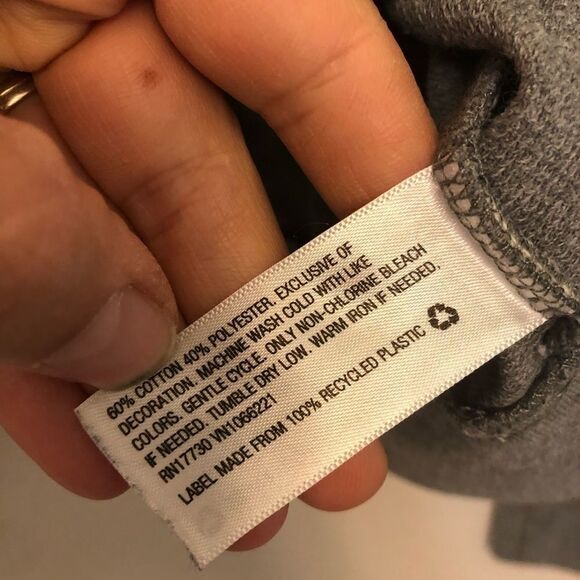 60% COTTON 40% POLYESTER. EXCLUSIVE OF
DECORATION. MACHINE WASH COLD WITH LIKE
COLORS. GENTLE CYCLE. ONLY NON-CHLORINE BLEACH
IF NEEDED. TUMBLE DRY LOW. WARM IRON IF NEEDED.
RN17730 VN1066221
LABEL MADE FROM 100% RECYCLED PLASTIC